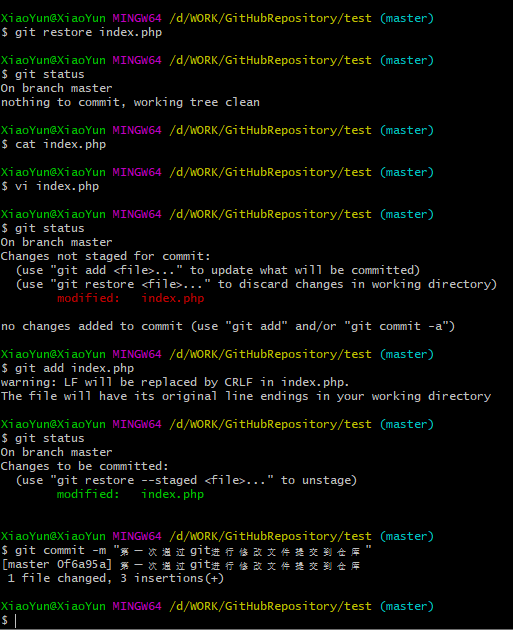 XiaoYun@XiaoYun MINGW64 /d/WORK/GitHubRepository/test (master)
$ git restore index.php
XiaoYun@XiaoYun MINGW64 /d/WORK/GitHubRepository/test (master)
$ git status
On branch master
nothing to commit, working tree clean
XiaoYun@XiaoYun MINGW64 /d/WORK/GitHubRepository/test (master)
$ cat index.php
XiaoYun@XiaoYun MINGW64 /d/WORK/GitHubRepository/test (master)
$ vi index.php
XiaoYun@XiaoYun MINGW64 /d/WORK/GitHubRepository/test (master)
$ git status
On branch master
Changes not staged for commit:
  (use "git add <file>..." to update what will be committed)
  (use "git restore <file>..." to discard changes in working directory)
        modified:   index.php
no changes added to commit (use "git add" and/or "git commit -a")
XiaoYun@XiaoYun MINGW64 /d/WORK/GitHubRepository/test (master)
$ git add index.php
warning: LF will be replaced by CRLF in index.php.
The file will have its original line endings in your working directory
XiaoYun@XiaoYun MINGW64 /d/WORK/GitHubRepository/test (master)
$ git status
On branch master
Changes to be committed:
  (use "git restore --staged <file>..." to unstage)
        modified:   index.php
XiaoYun@XiaoYun MINGW64 /d/WORK/GitHubRepository/test (master)
$ git commit -m "第一次通过git进行修改文件提交到仓库"
[master 0f6a95a] 第一次通过git进行修改文件提交到仓库
 1 file changed, 3 insertions(+)
XiaoYun@XiaoYun MINGW64 /d/WORK/GitHubRepository/test (master)
$